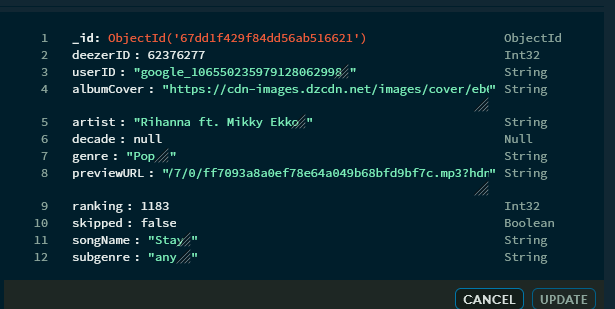 1 _id: ObjectId('67dd1f429f84dd56ab516621') ObjectId
2 deezerID : 62376277 Int32
3 userID : "google_106550235979128062998 " String
4 albumCover : "https://cdn-images.dzcdn.net/images/cover/eb0" String
5 artist : "Rihanna ft. Mikky Ekko " String
6 decade : null Null
7 genre : "Pop " String
8 previewURL : "/7/0/ff7093a8a0ef78e64a049b68bfd9bf7c.mp3?hdn" String
9 ranking : 1183 Int32
10 skipped : false Boolean
11 songName : "Stay " String
12 subgenre : "any " String
CANCEL UPDATE